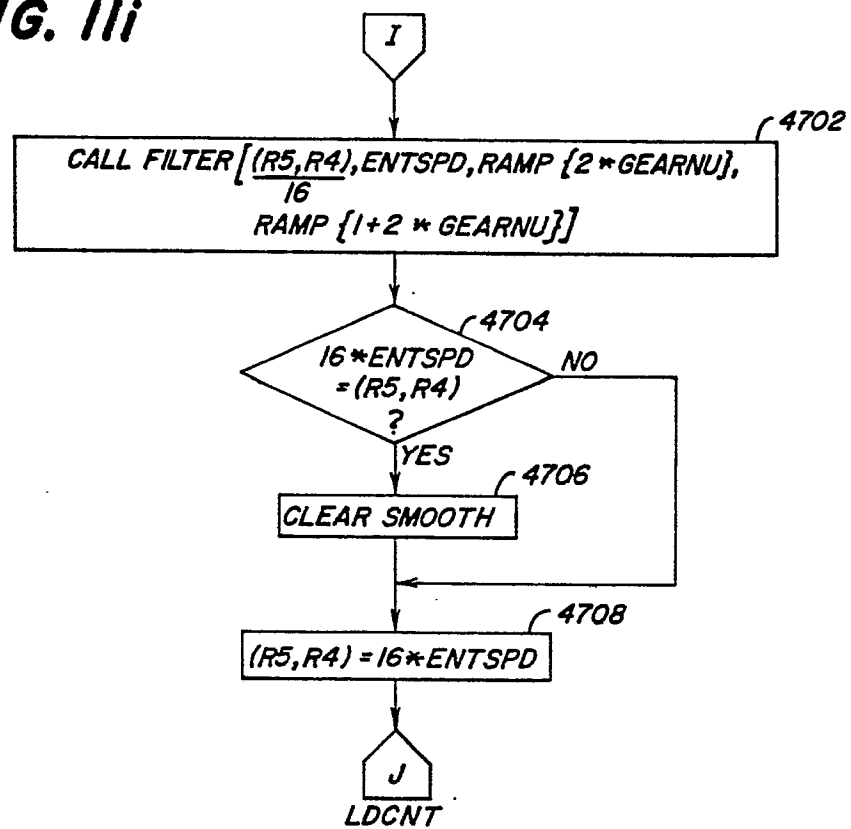 IG. 11i
I
4702
CALL FILTER[(R5,R4)/16,ENTSPD,RAMP {2*GEARNU},
RAMP {1+2*GEARNU}]
4704
16*ENTSPD
=(R5,R4)
?
NO
YES
4706
CLEAR SMOOTH
4708
(R5,R4)=16*ENTSPD
J
LDCNT